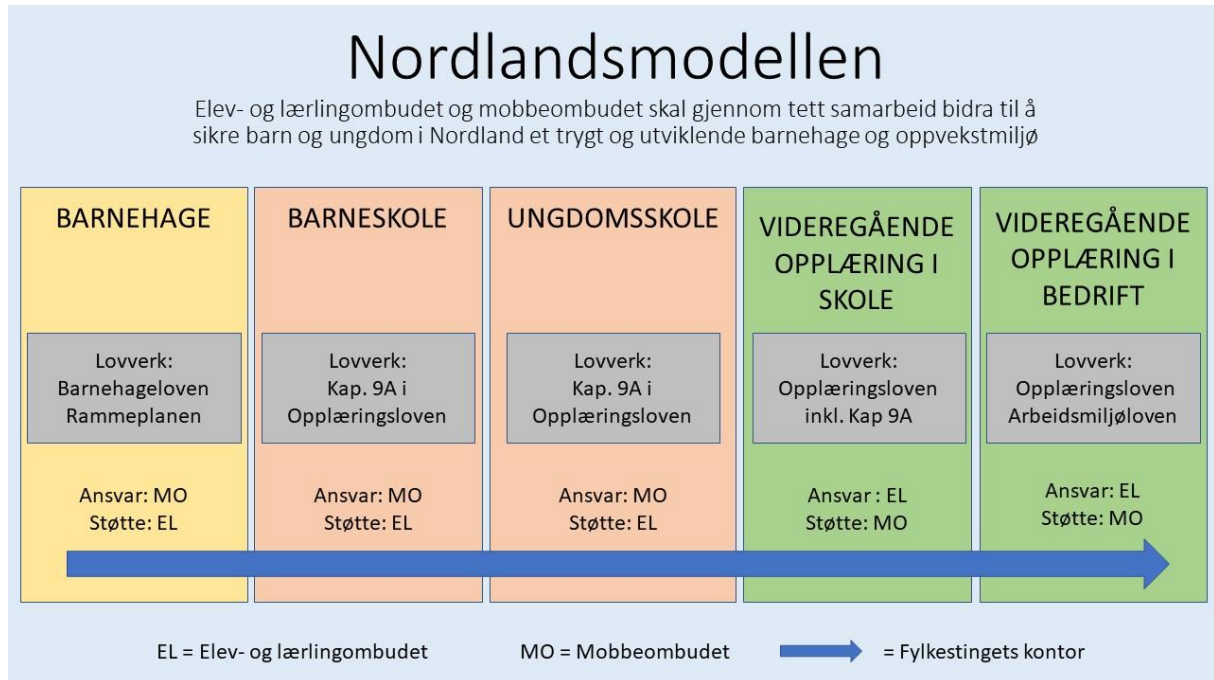 Nordlandsmodellen
Elev- og lærlingombudet og mobbeombudet skal gjennom tett samarbeid bidra til å
sikre barn og ungdom i Nordland et trygt og utviklende barnehage og oppvekstmiljø
BARNEHAGE
Lovverk:
Barnehageloven
Rammeplanen
Ansvar: MO
Støtte: EL
BARNESKOLE
Lovverk:
Kap. 9A i
Opplæringsloven
Ansvar: MO
Støtte: EL
UNGDOMSSKOLE
Lovverk:
Kap. 9A i
Opplæringsloven
Ansvar: MO
Støtte: EL
VIDEREGÅENDE
OPPLÆRING I
SKOLE
Lovverk:
Opplæringsloven
inkl. Kap 9A
Ansvar : EL
Støtte: MO
VIDEREGÅENDE
OPPLÆRING I
BEDRIFT
Lovverk:
Opplæringsloven
Arbeidsmiljøloven
Ansvar: EL
Støtte: MO
EL = Elev- og lærlingombudet
MO = Mobbeombudet
= Fylkestingets kontor